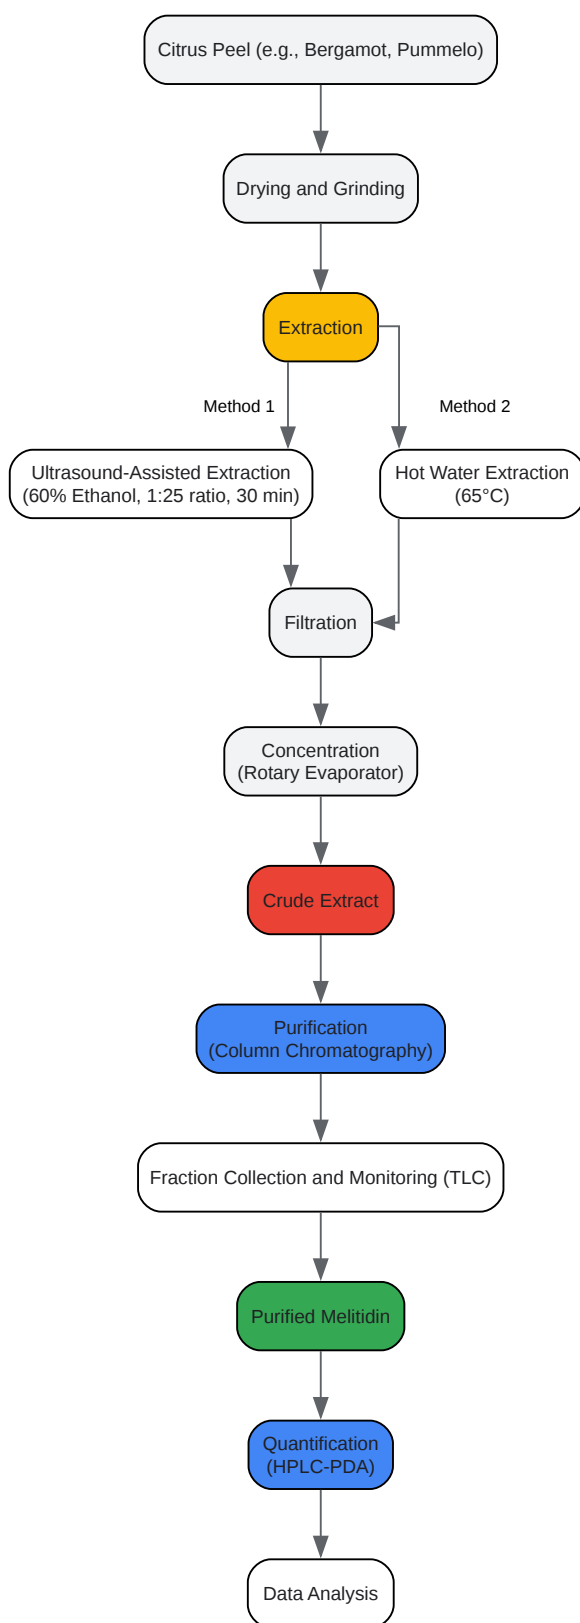 Citrus Peel (e.g., Bergamot, Pummelo)
Drying and Grinding
Extraction
Method 1
Method 2
Ultrasound-Assisted Extraction
(60% Ethanol, 1:25 ratio, 30 min)
Hot Water Extraction
(65°C)
Filtration
Concentration
(Rotary Evaporator)
Crude Extract
Purification
(Column Chromatography)
Fraction Collection and Monitoring (TLC)
Purified Melitidin
Quantification
(HPLC-PDA)
Data Analysis